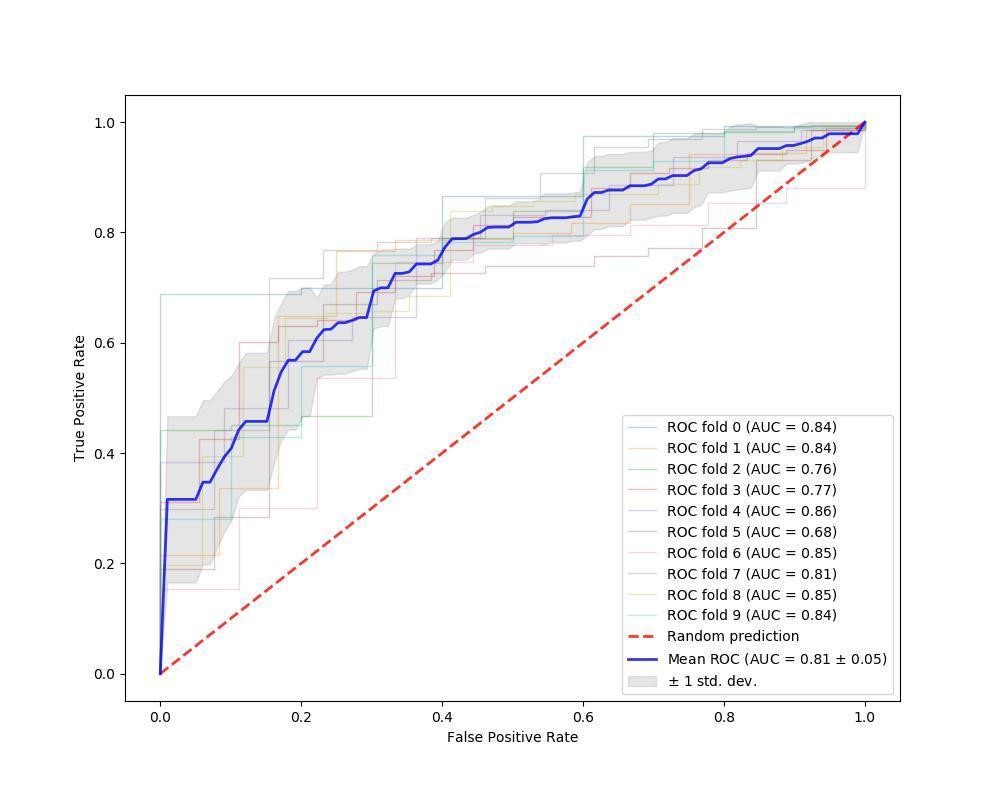 1.0
0.8
0.6
0.4
0.2
0.0
True Positive Rate
0.0 0.2 0.4 0.6 0.8 1.0
False Positive Rate
ROC fold 0 (AUC = 0.84)
ROC fold 1 (AUC = 0.84)
ROC fold 2 (AUC = 0.76)
ROC fold 3 (AUC = 0.77)
ROC fold 4 (AUC = 0.86)
ROC fold 5 (AUC = 0.68)
ROC fold 6 (AUC = 0.85)
ROC fold 7 (AUC = 0.81)
ROC fold 8 (AUC = 0.85)
ROC fold 9 (AUC = 0.84)
Random prediction
Mean ROC (AUC = 0.81 ± 0.05)
± 1 std. dev.